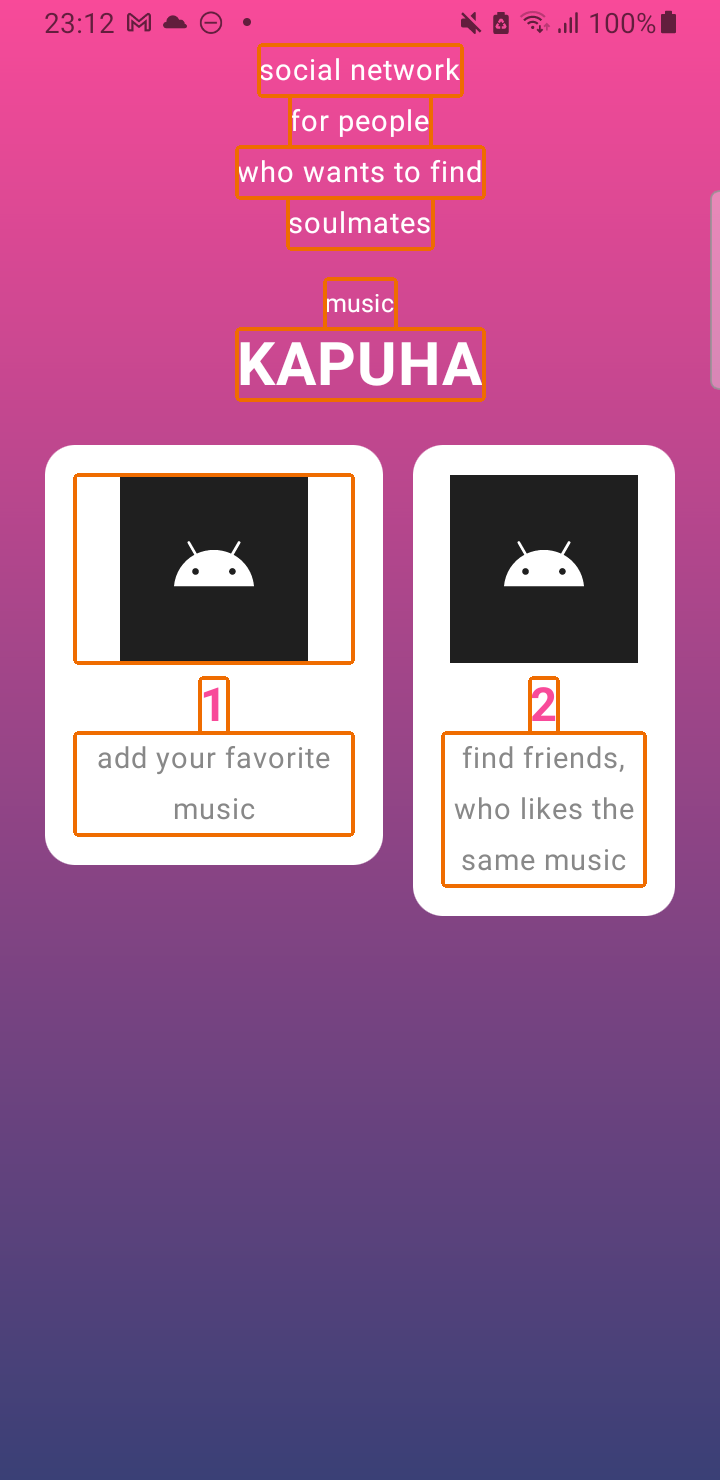 23:12
100%
social network
for people
who wants to find
soulmates
music
KAPUHA
1
add your favorite
music
2
find friends,
who likes the
same music